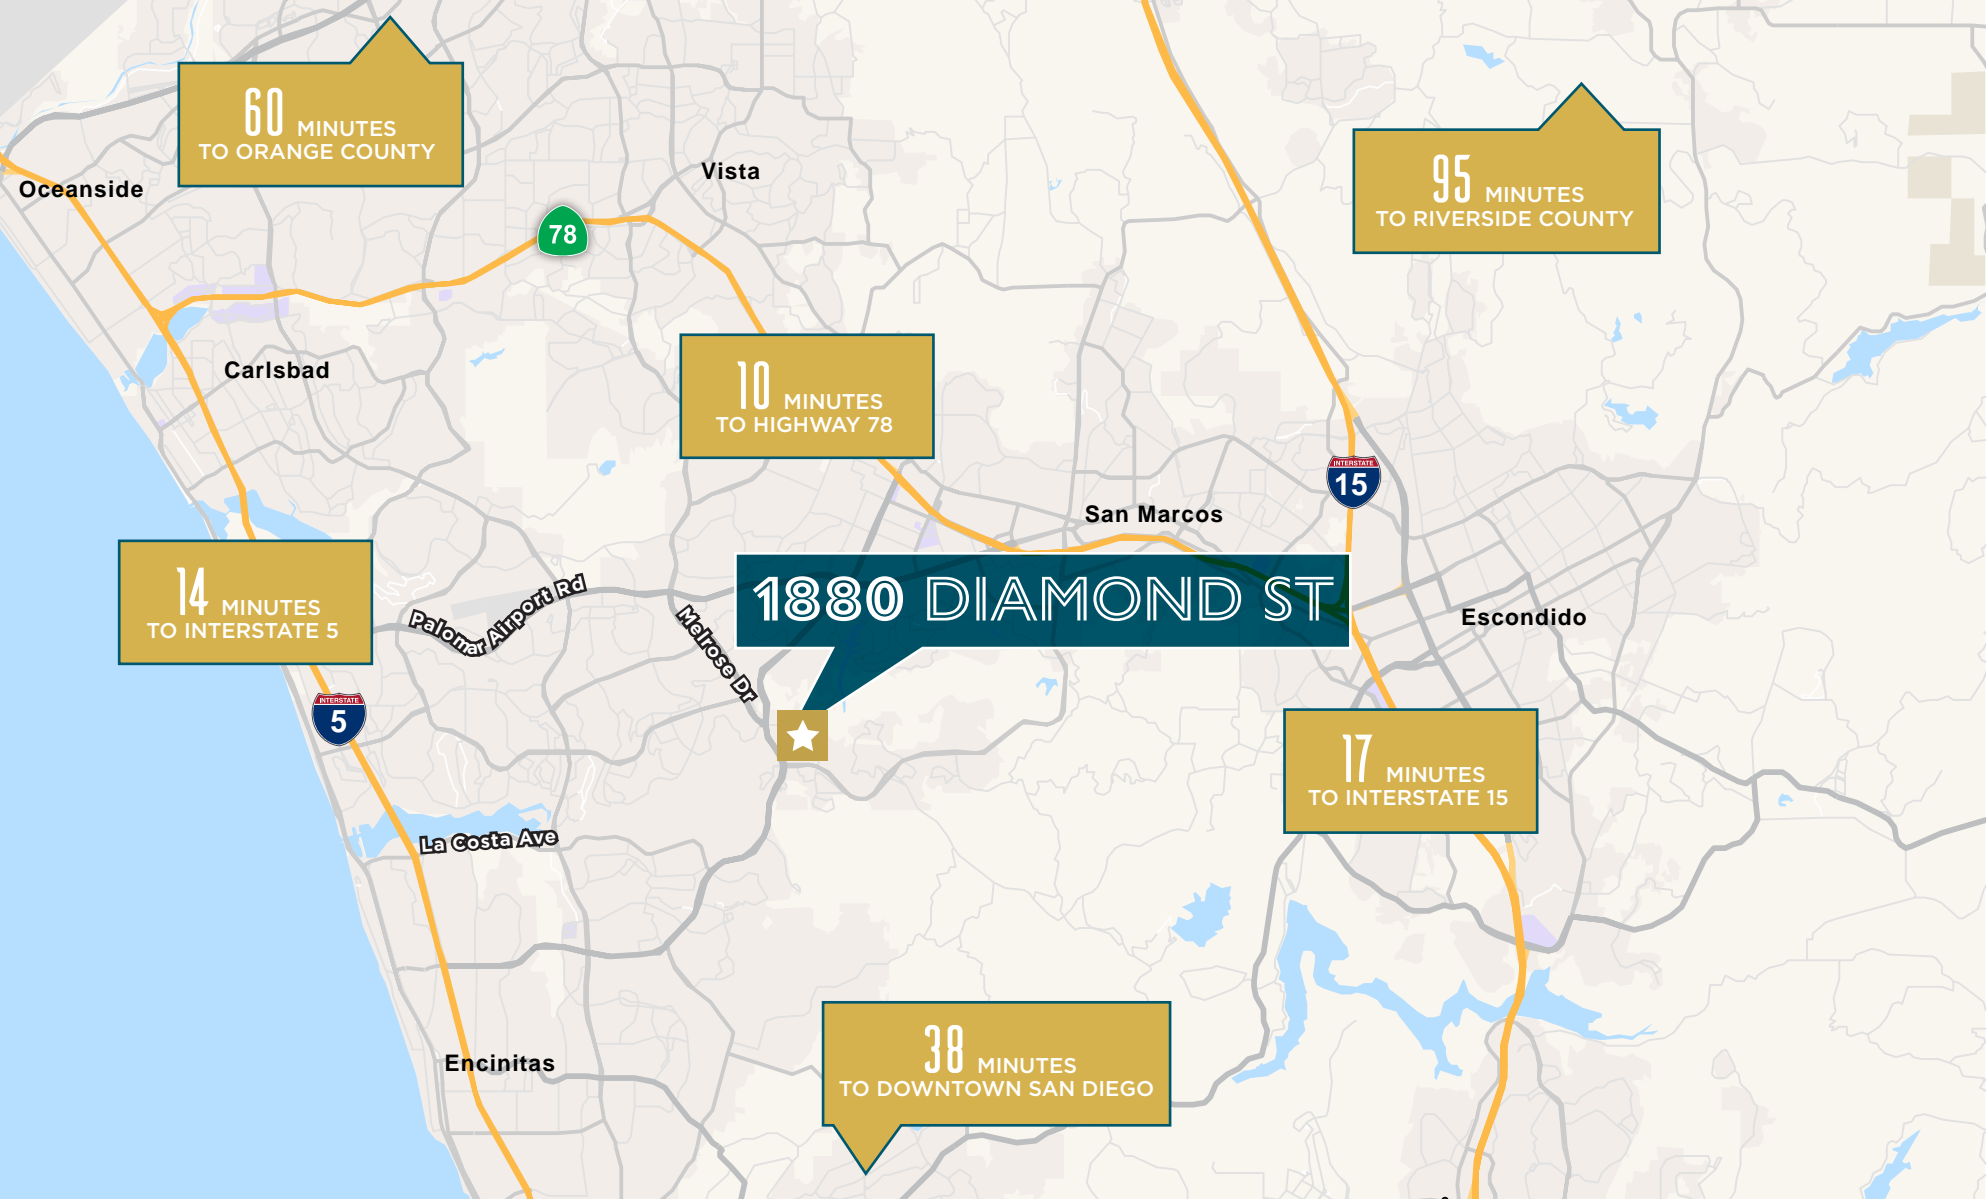 60 MINUTES
TO ORANGE COUNTY
Vista
95 MINUTES
TO RIVERSIDE COUNTY
Oceanside
78
Carlsbad
10 MINUTES
TO HIGHWAY 78
INTERSTATE
15
San Marcos
14 MINUTES
TO INTERSTATE 5
Palomar Airport Rd
Melrose Dr
1880 DIAMOND ST
Escondido
INTERSTATE
5
17 MINUTES
TO INTERSTATE 15
La Costa Ave
38 MINUTES
TO DOWNTOWN SAN DIEGO
Encinitas